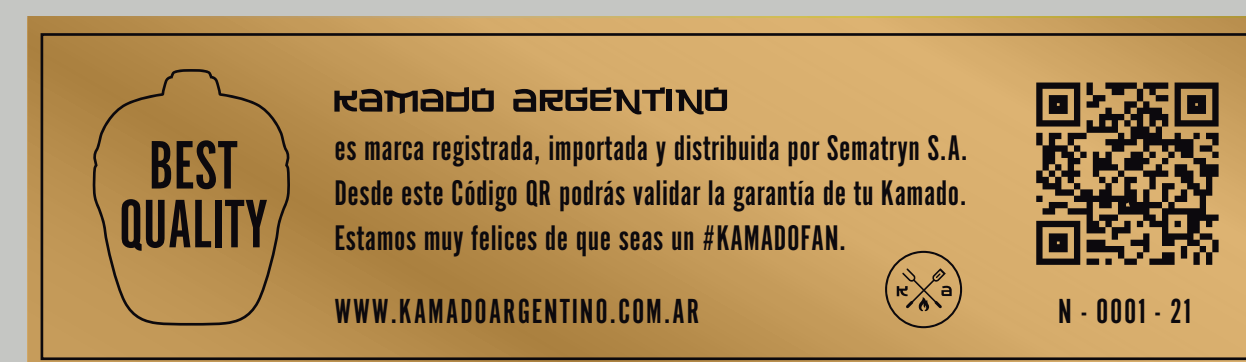 BEST
QUALITY
KAMADO ARGENTINO
es marca registrada, importada y distribuida por Sematryn S.A.
Desde este Código QR podrás validar la garantía de tu Kamado.
Estamos muy felices de que seas un #KAMADOFAN.
WWW.KAMADOARGENTINO.COM.AR
K A
N - 0001 - 21